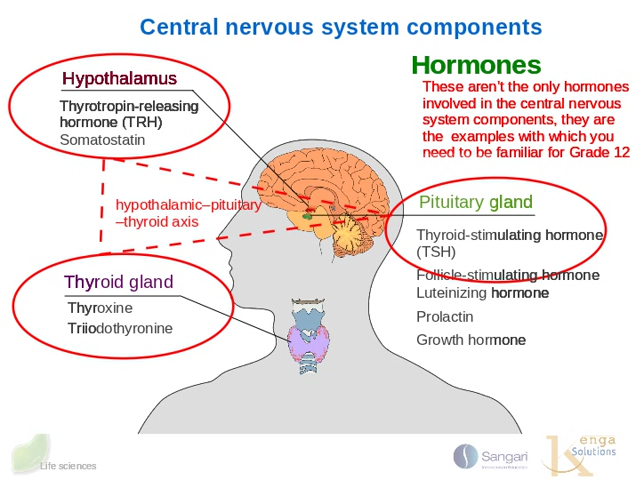 Central nervous system components
Hormones
These aren't the only hormones
involved in the central nervous
system components, they are
the examples with which you
need to be familiar for Grade 12
Hypothalamus
Thyrotropin-releasing
hormone (TRH)
Somatostatin
hypothalamic–pituitary
–thyroid axis
Pituitary gland
Thyroid-stimulating hormone
(TSH)
Follicle-stimulating hormone
Luteinizing hormone
Prolactin
Growth hormone
Thyroid gland
Thyroxine
Triiodothyronine
Life sciences
Sangari
enga
Solutions